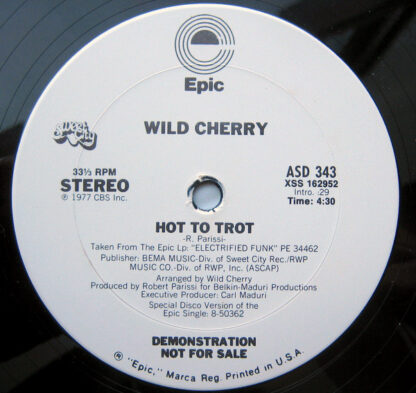 Epic
WILD CHERRY
Sweet City
33⅓ RPM
STEREO
℗ 1977 CBS Inc.
ASD 343
XSS 162952
Intro. :29
Time: 4:30
HOT TO TROT
-R. Parissi-
Taken From The Epic Lp: "ELECTRIFIED FUNK" PE 34462
Publisher: BEMA MUSIC-Div. of Sweet City Rec./RWP
MUSIC CO.-Div. of RWP, Inc. (ASCAP)
Arranged by Wild Cherry
Produced by Robert Parissi for Belkin-Maduri Productions
Executive Producer: Carl Maduri
Special Disco Version of the
Epic Single: 8-50362
DEMONSTRATION
NOT FOR SALE
® "Epic," Marca Reg. Printed in U.S.A.